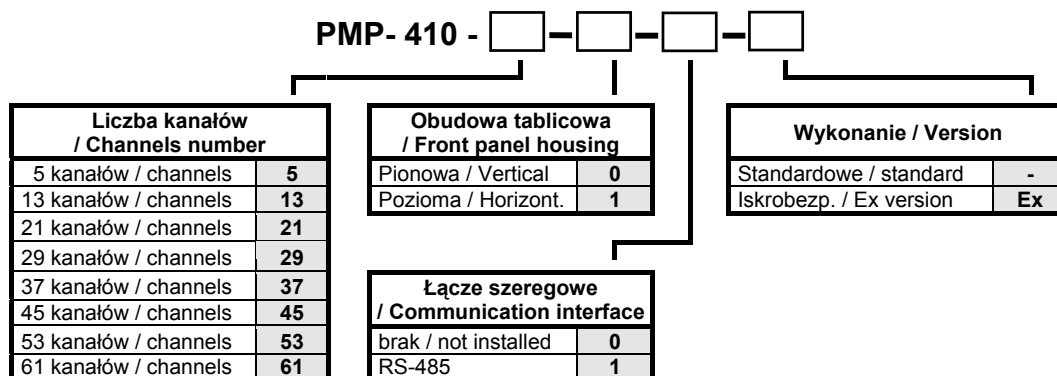 PMP- 410 -
Liczba kanałów
/ Channels number
5 kanałów / channels 5
13 kanałów / channels 13
21 kanałów / channels 21
29 kanałów / channels 29
37 kanałów / channels 37
45 kanałów / channels 45
53 kanałów / channels 53
61 kanałów / channels 61
Obudowa tablicowa
/ Front panel housing
Pionowa / Vertical 0
Pozioma / Horizont. 1
Łącze szeregowe
/ Communication interface
brak / not installed 0
RS-485 1
Wykonanie / Version
Standardowe / standard -
Iskrobezp. / Ex version Ex